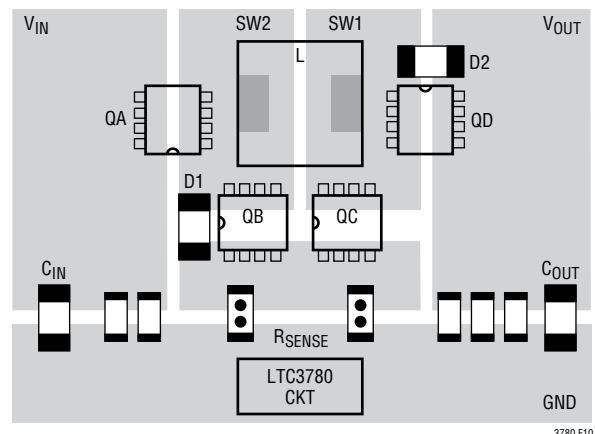 VIN SW2 SW1 VOUT
L
D2
QA QD
D1
QB QC
CIN COUT
RSENSE
LTC3780
CKT
GND
3780 F10